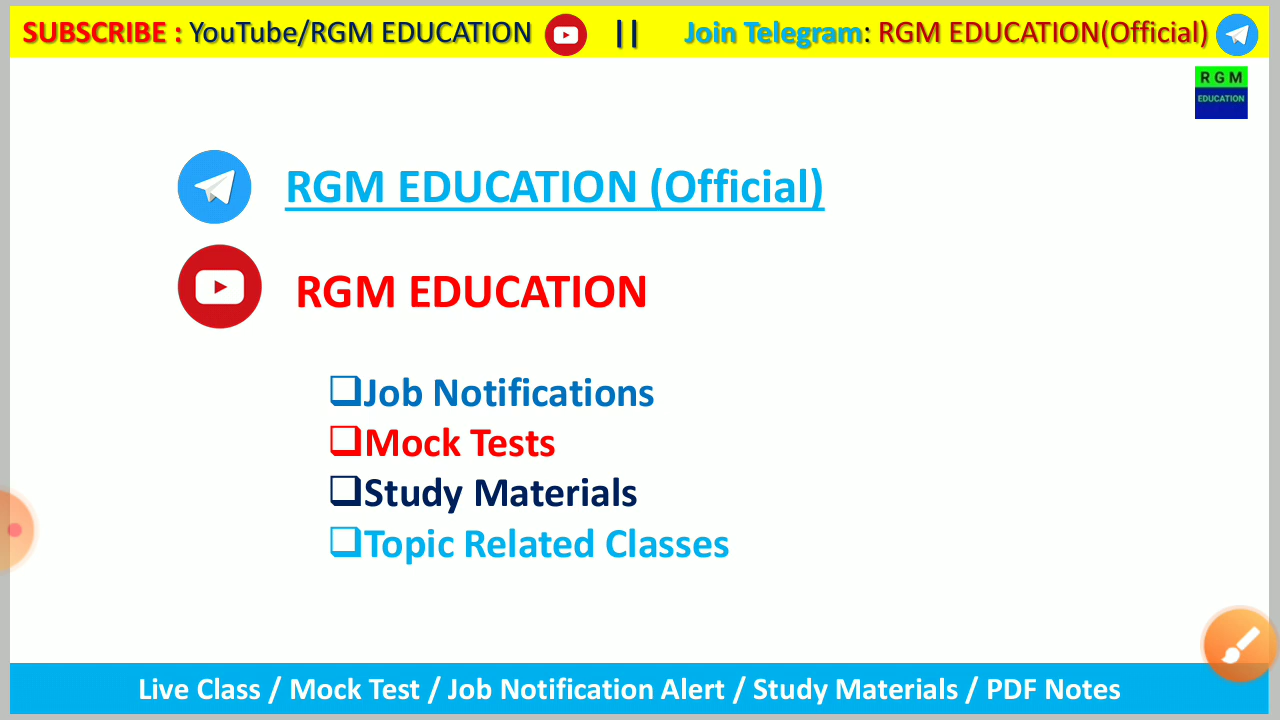 SUBSCRIBE : YouTube/RGM EDUCATION || Join Telegram: RGM EDUCATION(Official)
R G M
EDUCATION
RGM EDUCATION (Official)
RGM EDUCATION
❑Job Notifications
❑Mock Tests
❑Study Materials
❑Topic Related Classes
Live Class / Mock Test / Job Notification Alert / Study Materials / PDF Notes